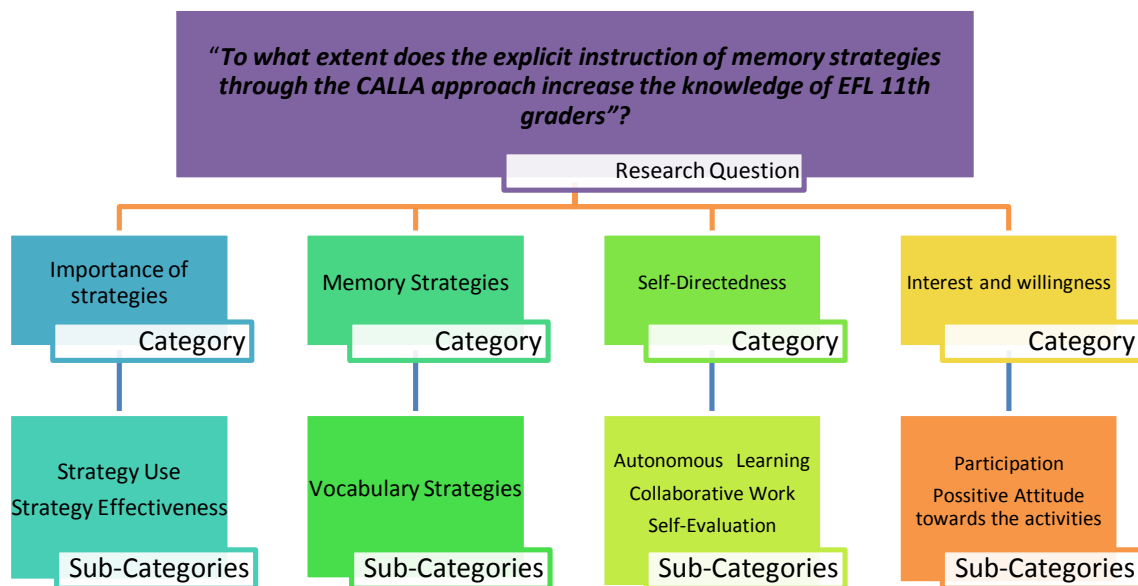 “To what extent does the explicit instruction of memory strategies
through the CALLA approach increase the knowledge of EFL 11th
graders”?
Research Question
Importance of
strategies
Category
Memory Strategies
Category
Self-Directedness
Category
Interest and willingness
Category
Strategy Use
Strategy Effectiveness
Sub-Categories
Vocabulary Strategies
Sub-Categories
Autonomous Learning
Collaborative Work
Self-Evaluation
Sub-Categories
Participation
Possitive Attitude
towards the activities
Sub-Categories